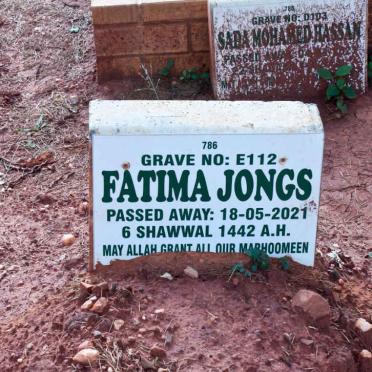 786
GRAVE NO: D103
SADA MOHAMED HASSAN
PASSED
786
GRAVE NO: E112
FATIMA JONGS
PASSED AWAY: 18-05-2021
6 SHAWWAL 1442 A.H.
MAY ALLAH GRANT ALL OUR MARHOOMEEN